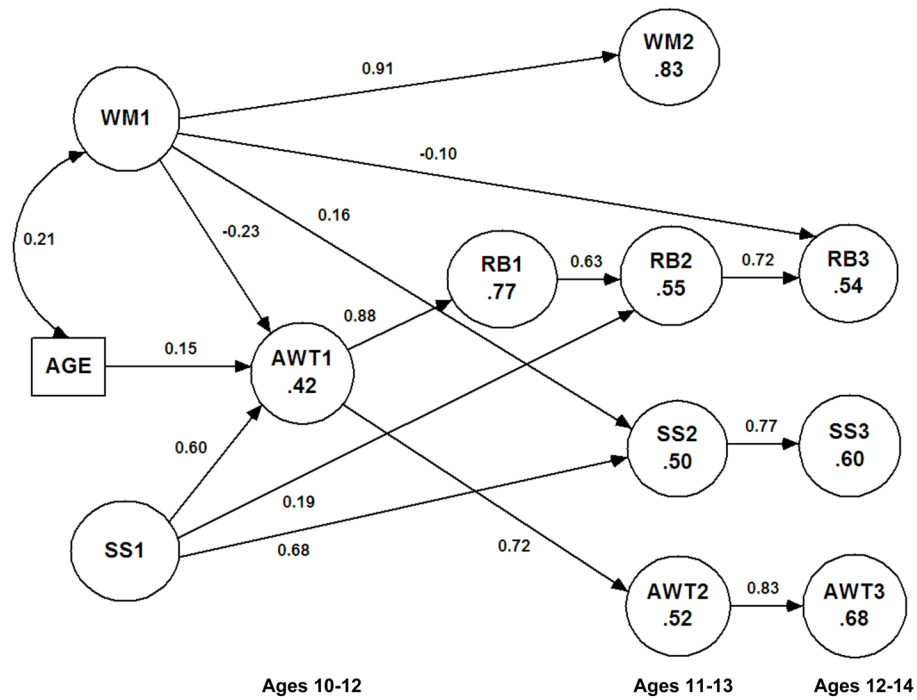 WM2
.83
0.91
WM1
-0.10
0.16
0.21
-0.23
RB1
.77
0.63
RB2
.55
0.72
RB3
.54
0.88
AGE
0.15
AWT1
.42
0.60
SS2
.50
0.77
SS3
.60
0.19
SS1
0.68
0.72
AWT2
.52
0.83
AWT3
.68
Ages 10-12
Ages 11-13
Ages 12-14